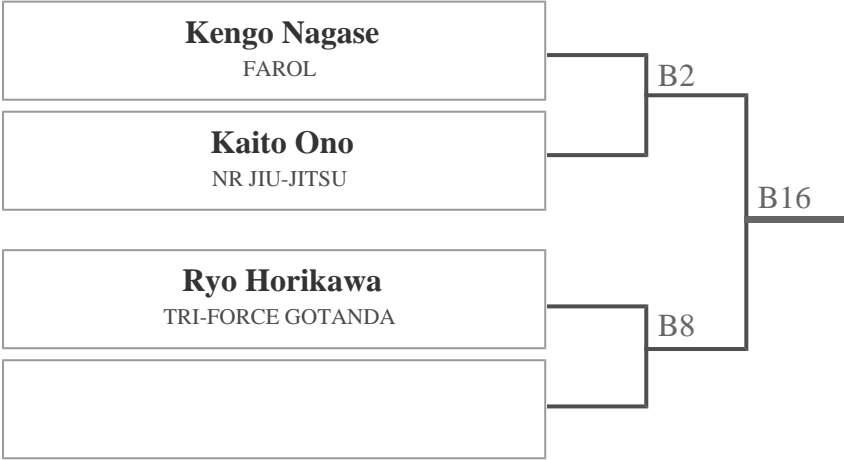 Kengo Nagase
FAROL
B2
Kaito Ono
NR JIU-JITSU
B16
Ryo Horikawa
TRI-FORCE GOTANDA
B8